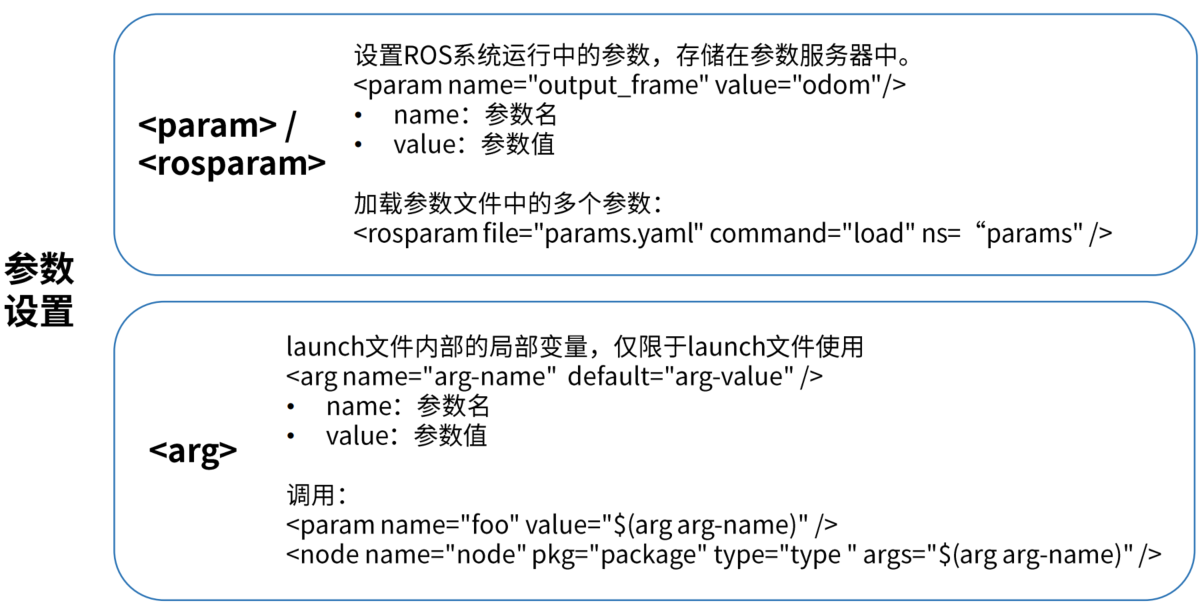 参数
设置
<param> /
<rosparam>
设置ROS系统运行中的参数，存储在参数服务器中。
<param name="output_frame" value="odom"/>
• name：参数名
• value：参数值
加载参数文件中的多个参数：
<rosparam file="params.yaml" command="load" ns=“params" />
<arg>
launch文件内部的局部变量，仅限于launch文件使用
<arg name="arg-name" default="arg-value" />
• name：参数名
• value：参数值
调用：
<param name="foo" value="$(arg arg-name)" />
<node name="node" pkg="package" type="type " args="$(arg arg-name)" />